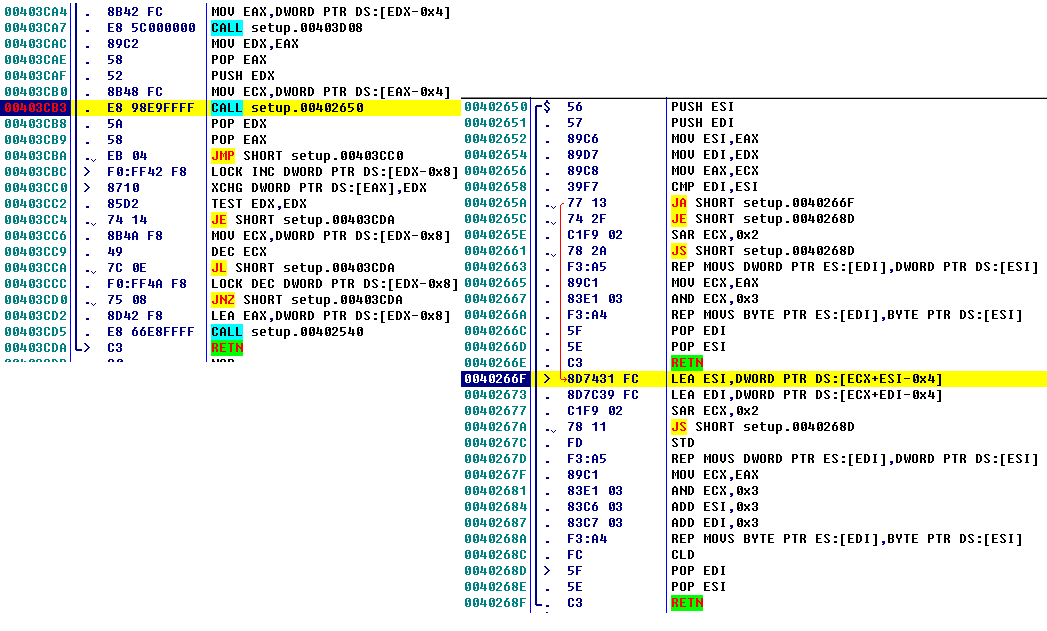 00403CA4 . 8B42 FC MOV EAX,DWORD PTR DS:[EDX-0x4]
00403CA7 . E8 5C000000 CALL setup.00403D08
00403CAC . 89C2 MOV EDX,EAX
00403CAE . 58 POP EAX
00403CAF . 52 PUSH EDX
00403CB0 . 8B48 FC MOV ECX,DWORD PTR DS:[EAX-0x4]
00403CB3 . E8 98E9FFFF CALL setup.00402650
00403CB8 . 5A POP EDX
00403CB9 . 58 POP EAX
00403CBA . EB 04 JMP SHORT setup.00403CC0
00403CBC > F0:FF42 F8 LOCK INC DWORD PTR DS:[EDX-0x8]
00403CC0 > 8710 XCHG DWORD PTR DS:[EAX],EDX
00403CC2 . 85D2 TEST EDX,EDX
00403CC4 . 74 14 JE SHORT setup.00403CDA
00403CC6 . 8B4A F8 MOV ECX,DWORD PTR DS:[EDX-0x8]
00403CC9 . 49 DEC ECX
00403CCA . 7C 0E JL SHORT setup.00403CDA
00403CCC . F0:FF4A F8 LOCK DEC DWORD PTR DS:[EDX-0x8]
00403CD0 . 75 08 JNZ SHORT setup.00403CDA
00403CD2 . 8D42 F8 LEA EAX,DWORD PTR DS:[EDX-0x8]
00403CD5 . E8 66E8FFFF CALL setup.00402540
00403CDA > C3 RETN
00402650 $ 56 PUSH ESI
00402651 . 57 PUSH EDI
00402652 . 89C6 MOV ESI,EAX
00402654 . 89D7 MOV EDI,EDX
00402656 . 89C8 MOV EAX,ECX
00402658 . 39F7 CMP EDI,ESI
0040265A . 77 13 JA SHORT setup.0040266F
0040265C . 74 2F JE SHORT setup.0040268D
0040265E . C1F9 02 SAR ECX,0x2
00402661 . 78 2A JS SHORT setup.0040268D
00402663 . F3:A5 REP MOVS DWORD PTR ES:[EDI],DWORD PTR DS:[ESI]
00402665 . 89C1 MOV ECX,EAX
00402667 . 83E1 03 AND ECX,0x3
0040266A . F3:A4 REP MOVS BYTE PTR ES:[EDI],BYTE PTR DS:[ESI]
0040266C . 5F POP EDI
0040266D . 5E POP ESI
0040266E . C3 RETN
0040266F > 8D7431 FC LEA ESI,DWORD PTR DS:[ECX+ESI-0x4]
00402673 . 8D7C39 FC LEA EDI,DWORD PTR DS:[ECX+EDI-0x4]
00402677 . C1F9 02 SAR ECX,0x2
0040267A . 78 11 JS SHORT setup.0040268D
0040267C . FD STD
0040267D . F3:A5 REP MOVS DWORD PTR ES:[EDI],DWORD PTR DS:[ESI]
0040267F . 89C1 MOV ECX,EAX
00402681 . 83E1 03 AND ECX,0x3
00402684 . 83C6 03 ADD ESI,0x3
00402687 . 83C7 03 ADD EDI,0x3
0040268A . F3:A4 REP MOVS BYTE PTR ES:[EDI],BYTE PTR DS:[ESI]
0040268C . FC CLD
0040268D > 5F POP EDI
0040268E . 5E POP ESI
0040268F . C3 RETN